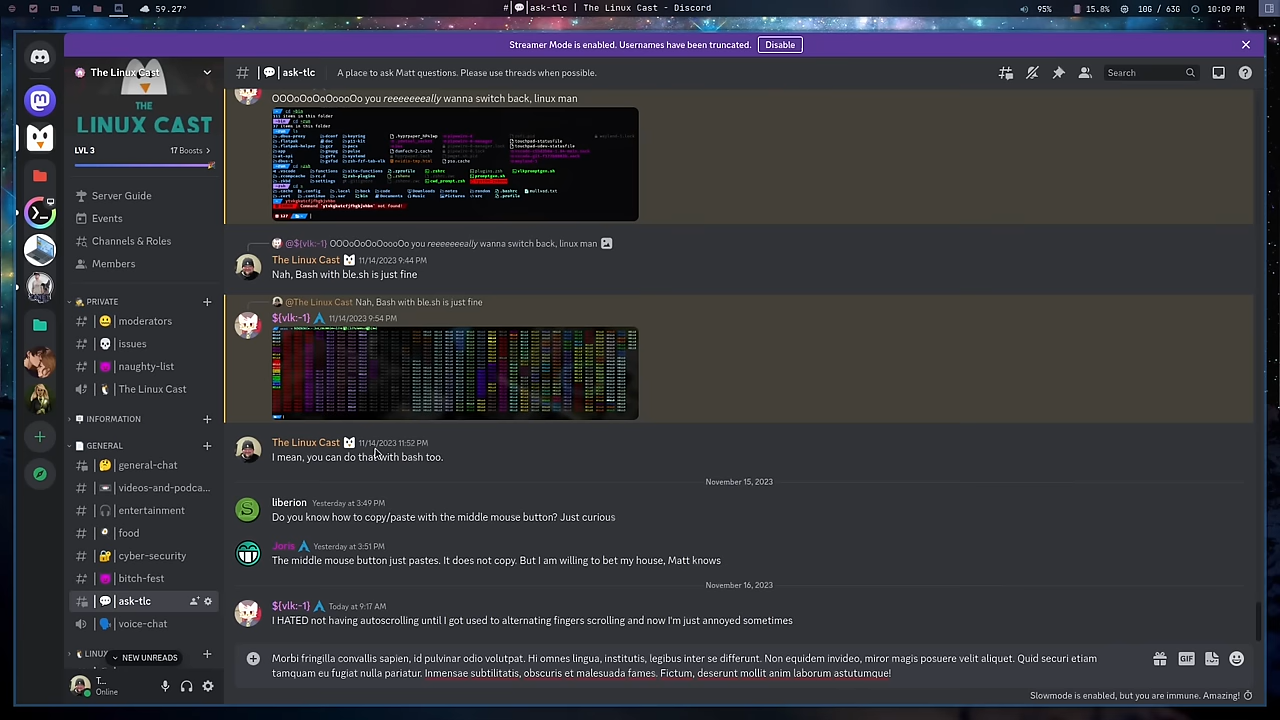 59.27°
#|💬|ask-tlc | The Linux Cast - Discord
95%
15.8%
10G / 63G
10:09 PM
Streamer Mode is enabled. Usernames have been truncated.
Disable
The Linux Cast
THE
LINUX CAST
LVL 3
17 Boosts
Server Guide
Events
Channels & Roles
Members
PRIVATE
moderators
issues
naughty-list
The Linux Cast
INFORMATION
GENERAL
general-chat
videos-and-podca...
entertainment
food
cyber-security
bitch-fest
ask-tlc
voice-chat
LINUX
NEW UNREADS
T...
Online
ask-tlc
A place to ask Matt questions. Please use threads when possible.
Search
OOOoOoOoOoooOo you reeeeeeally wanna switch back, linux man
@${vlk:-1} OOOoOoOoOoooOo you reeeeeeally wanna switch back, linux man
The Linux Cast 11/14/2023 9:44 PM
Nah, Bash with ble.sh is just fine
@The Linux Cast Nah, Bash with ble.sh is just fine
${vlk:-1} 11/14/2023 9:54 PM
The Linux Cast 11/14/2023 11:52 PM
I mean, you can do that with bash too.
November 15, 2023
liberion Yesterday at 3:49 PM
Do you know how to copy/paste with the middle mouse button? Just curious
Joris Yesterday at 3:51 PM
The middle mouse button just pastes. It does not copy. But I am willing to bet my house, Matt knows
November 16, 2023
${vlk:-1} Today at 9:17 AM
I HATED not having autoscrolling until I got used to alternating fingers scrolling and now I'm just annoyed sometimes
Morbi fringilla convallis sapien, id pulvinar odio volutpat. Hi omnes lingua, institutis, legibus inter se differunt. Non equidem invideo, miror magis posuere velit aliquet. Quid securi etiam
tamquam eu fugiat nulla pariatur. Inmensae subtilitatis, obscuris et malesuada fames. Fictum, deserunt mollit anim laborum astutumque!
GIF
Slowmode is enabled, but you are immune. Amazing!